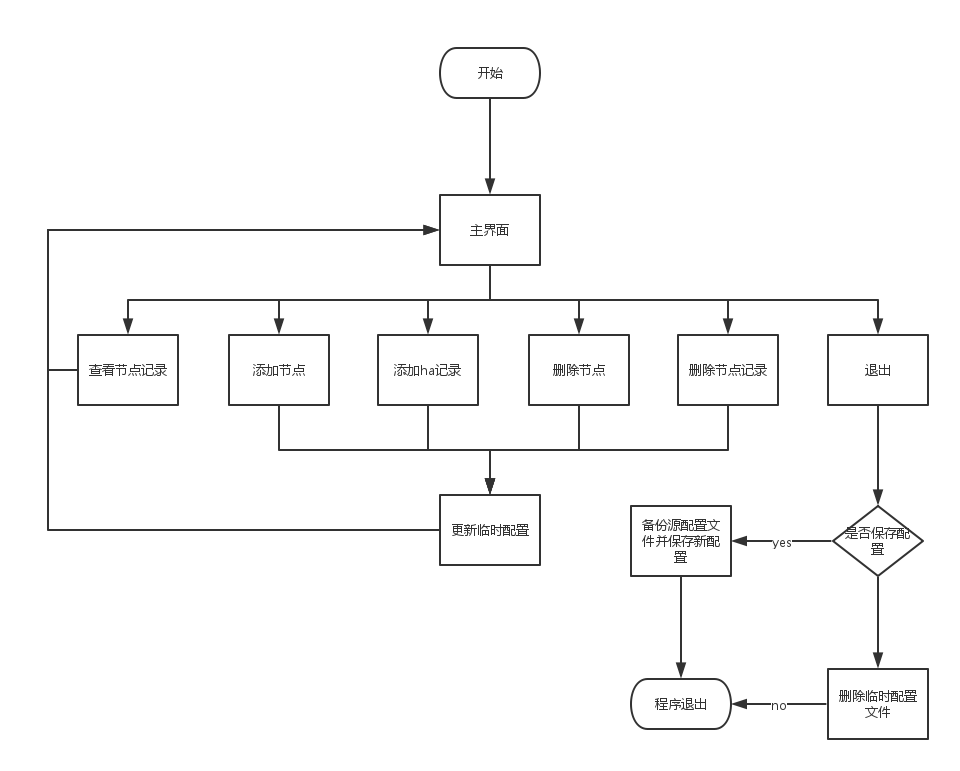 开始
主界面
查看节点记录
添加节点
添加ha记录
删除节点
删除节点记录
退出
更新临时配置
备份源配置文
件并保存新配
置
yes
是否保存配
置
程序退出
no
删除临时配置
文件